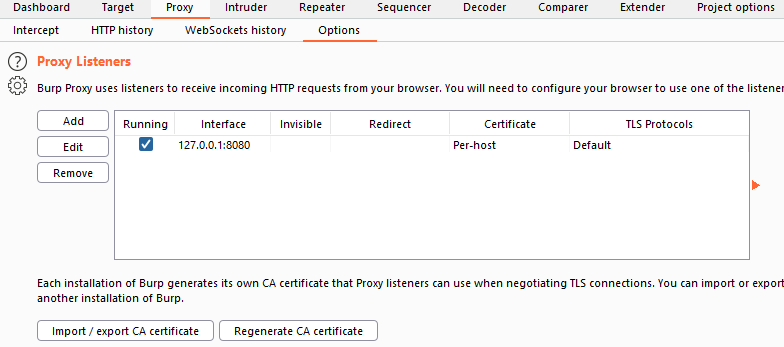 Dashboard Target Proxy Intruder Repeater Sequencer Decoder Comparer Extender Project options
Intercept HTTP history WebSockets history Options
? Proxy Listeners
Burp Proxy uses listeners to receive incoming HTTP requests from your browser. You will need to configure your browser to use one of the listener
Add
Edit
Remove
Running Interface Invisible Redirect Certificate TLS Protocols
127.0.0.1:8080 Per-host Default
Each installation of Burp generates its own CA certificate that Proxy listeners can use when negotiating TLS connections. You can import or export
another installation of Burp.
Import / export CA certificate Regenerate CA certificate